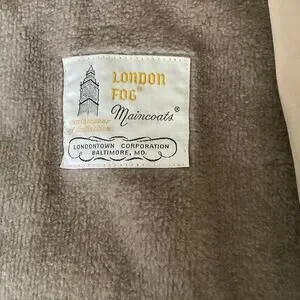 LONDON
FOG®
Maincoats®
LONDONTOWN CORPORATION
BALTIMORE, MD.